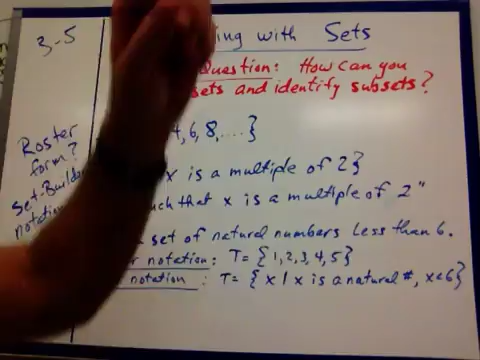 3-5
ing with Sets
Question: How can you
sets and identify subsets?
Roster
form?
4, 6, 8, ....}
Set-Builder
notation
x is a multiple of 2}
such that x is a multiple of 2"
set of natural numbers less than 6.
r notation: T= {1,2,3,4,5}
notation: T= {x | x is a natural #, x<6}